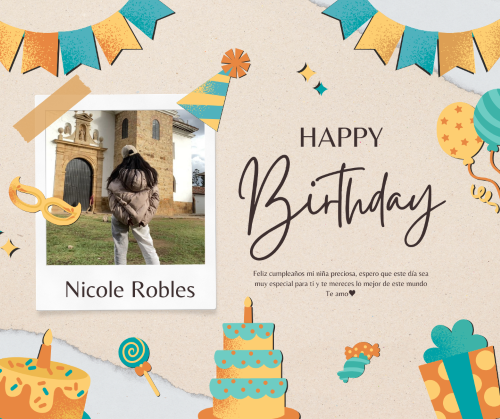 HAPPY
Birthday
Feliz cumpleaños mi niña preciosa, espero que este día sea
muy especial para ti y te mereces lo mejor de este mundo
Te amo🖤
Nicole Robles